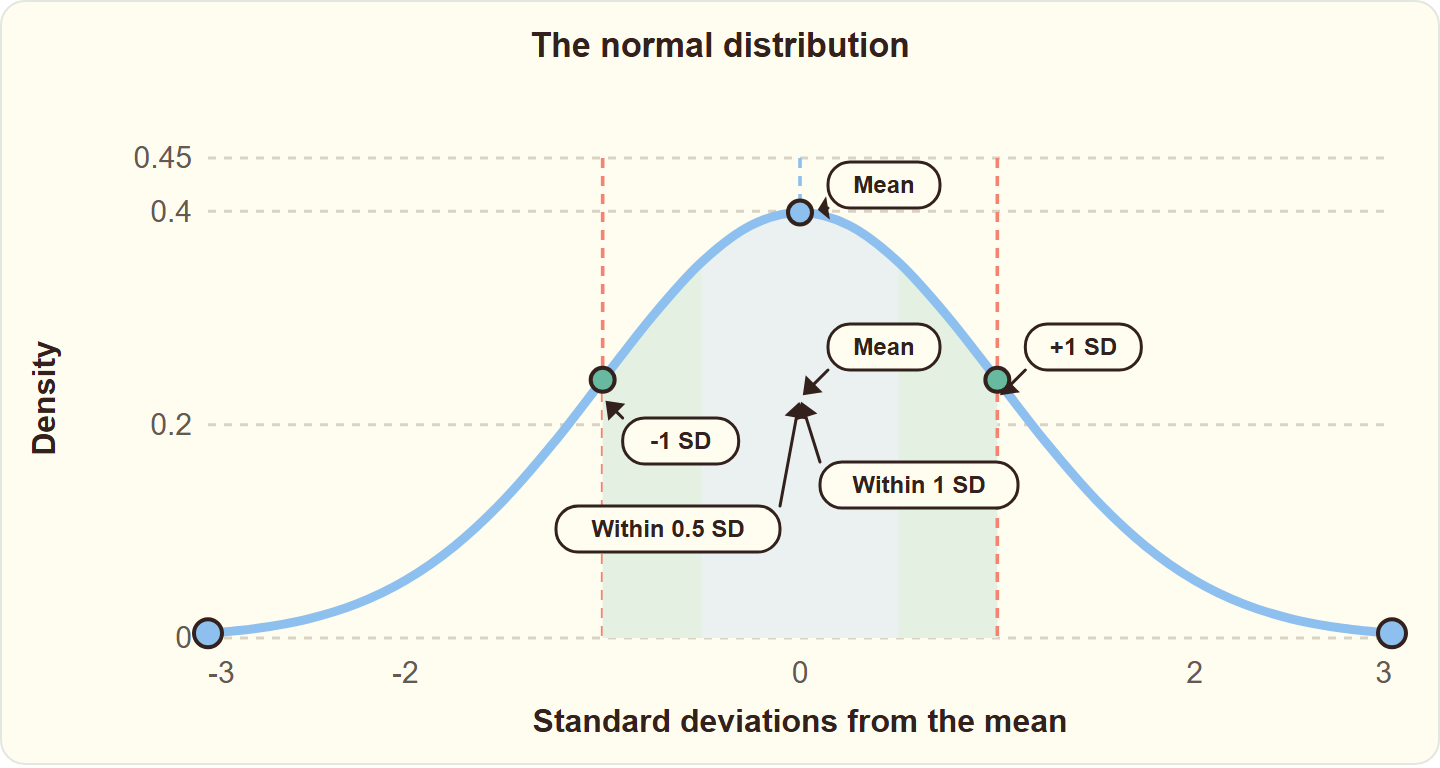 The normal distribution
0.45
Mean
0.4
Mean
+1 SD
Density
0.2
-1 SD
Within 1 SD
Within 0.5 SD
0
-3
-2
0
2
3
Standard deviations from the mean